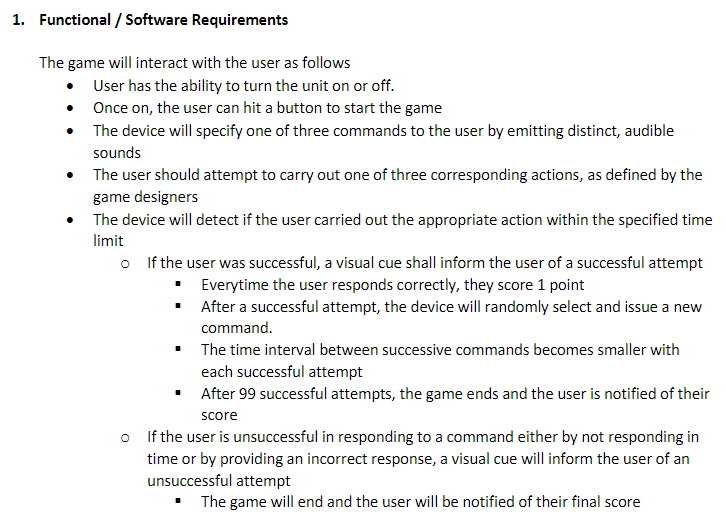 1. Functional / Software Requirements
The game will interact with the user as follows
• User has the ability to turn the unit on or off.
• Once on, the user can hit a button to start the game
• The device will specify one of three commands to the user by emitting distinct, audible
sounds
• The user should attempt to carry out one of three corresponding actions, as defined by the
game designers
• The device will detect if the user carried out the appropriate action within the specified time
limit
o If the user was successful, a visual cue shall inform the user of a successful attempt
▪ Everytime the user responds correctly, they score 1 point
▪ After a successful attempt, the device will randomly select and issue a new
command.
▪ The time interval between successive commands becomes smaller with
each successful attempt
▪ After 99 successful attempts, the game ends and the user is notified of their
score
o If the user is unsuccessful in responding to a command either by not responding in
time or by providing an incorrect response, a visual cue will inform the user of an
unsuccessful attempt
▪ The game will end and the user will be notified of their final score